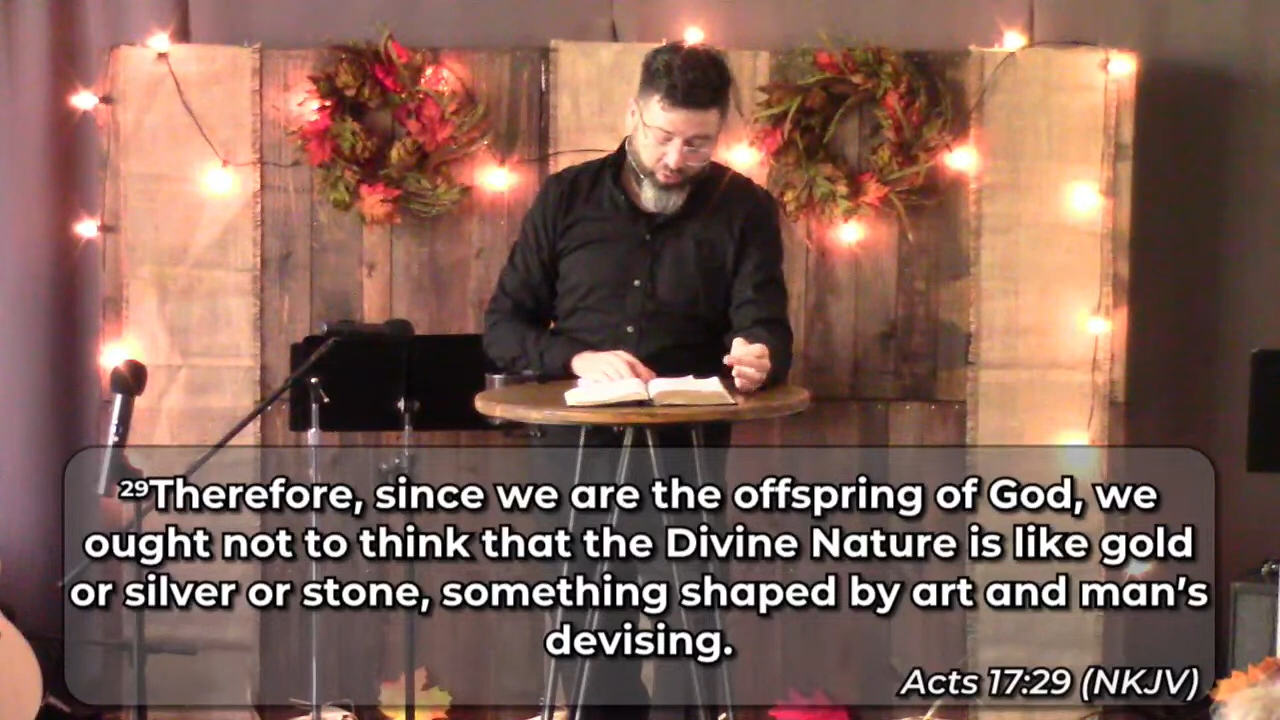 ²⁹Therefore, since we are the offspring of God, we
ought not to think that the Divine Nature is like gold
or silver or stone, something shaped by art and man’s
devising.
Acts 17:29 (NKJV)